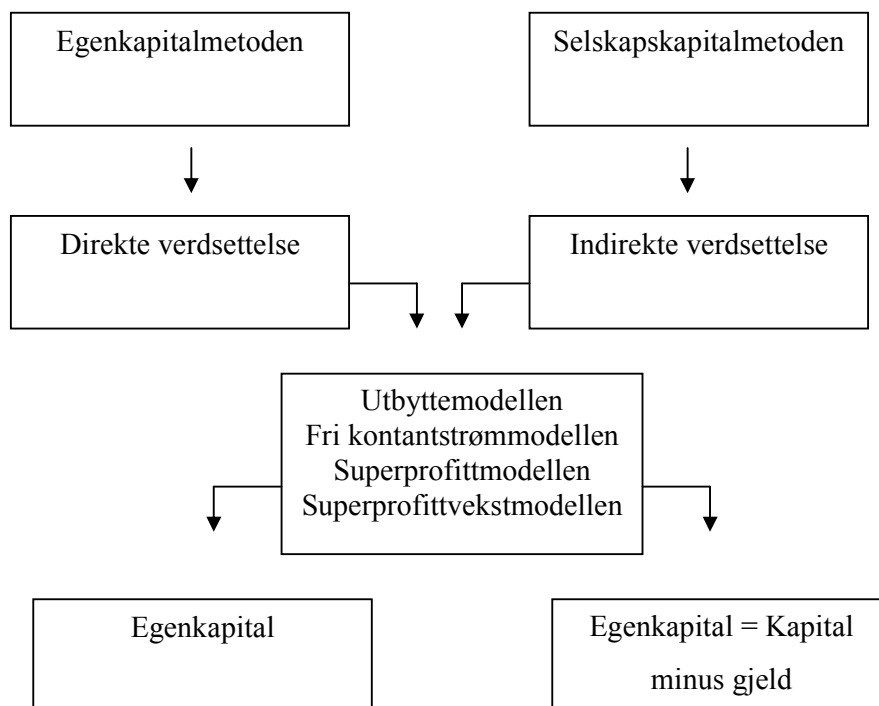 Egenkapitalmetoden
Selskapskapitalmetoden
Direkte verdsettelse
Indirekte verdsettelse
Utbyttemodellen
Fri kontantstrømmodellen
Superprofittmodellen
Superprofittvekstmodellen
Egenkapital
Egenkapital = Kapital
minus gjeld